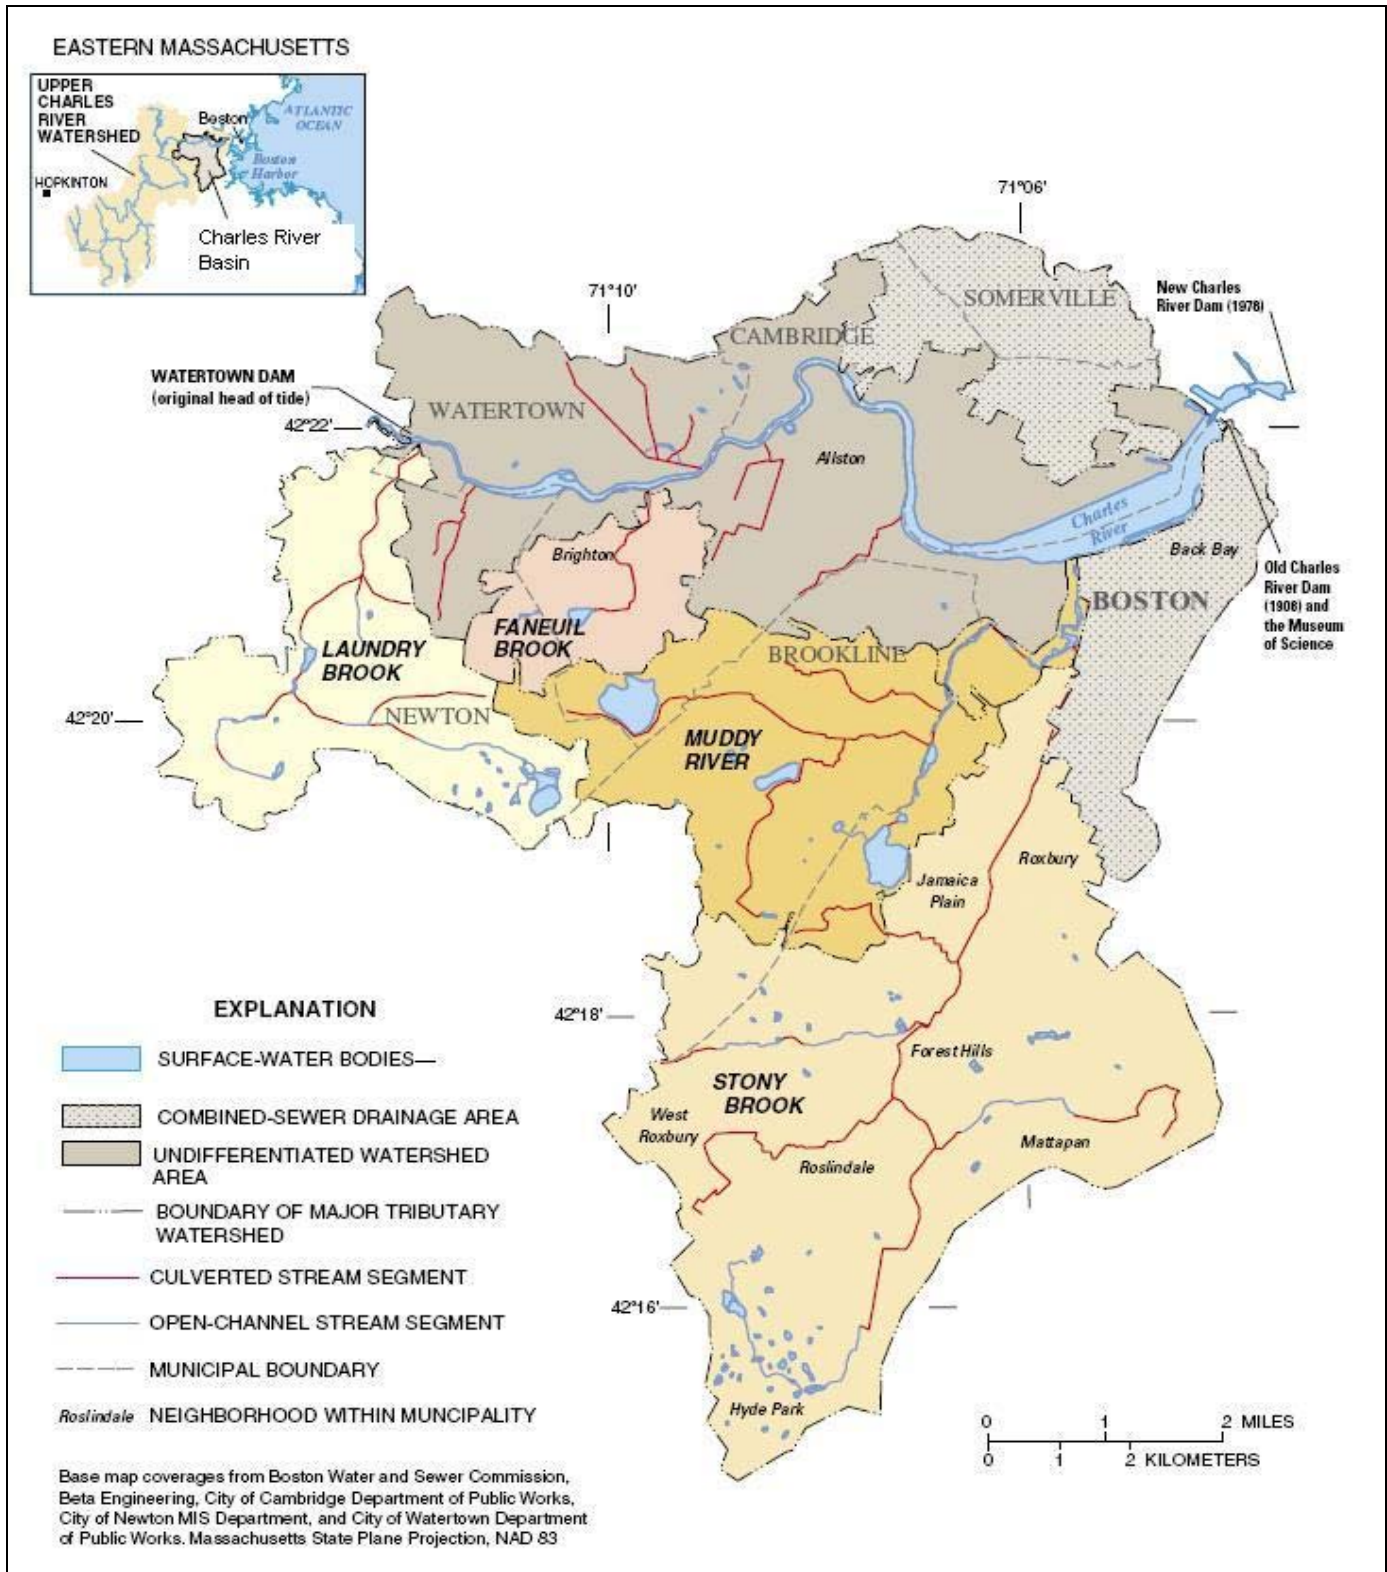 EASTERN MASSACHUSETTS
UPPER
CHARLES
RIVER
WATERSHED
Boston
ATLANTIC
OCEAN
Boston
Harbor
HOPKINTON
Charles River
Basin
71°06'
71°10'
SOMERVILLE
New Charles
River Dam (1978)
CAMBRIDGE
WATERTOWN DAM
(original head of tide)
42°22'
WATERTOWN
Allston
Charles
River
Back Bay
Brighton
Old Charles
River Dam
(1908) and
the Museum
of Science
BOSTON
FANEUIL
BROOK
LAUNDRY
BROOK
BROOKLINE
42°20'
NEWTON
MUDDY
RIVER
Roxbury
Jamaica
Plain
42°18'
Forest Hills
STONY
BROOK
West
Roxbury
Mattapan
Roslindale
42°16'
Hyde Park
EXPLANATION
SURFACE-WATER BODIES—
COMBINED-SEWER DRAINAGE AREA
UNDIFFERENTIATED WATERSHED
AREA
BOUNDARY OF MAJOR TRIBUTARY
WATERSHED
CULVERTED STREAM SEGMENT
OPEN-CHANNEL STREAM SEGMENT
MUNICIPAL BOUNDARY
Roslindale NEIGHBORHOOD WITHIN MUNCIPALITY
0 1 2 MILES
0 1 2 KILOMETERS
Base map coverages from Boston Water and Sewer Commission,
Beta Engineering, City of Cambridge Department of Public Works,
City of Newton MIS Department, and City of Watertown Department
of Public Works. Massachusetts State Plane Projection, NAD 83